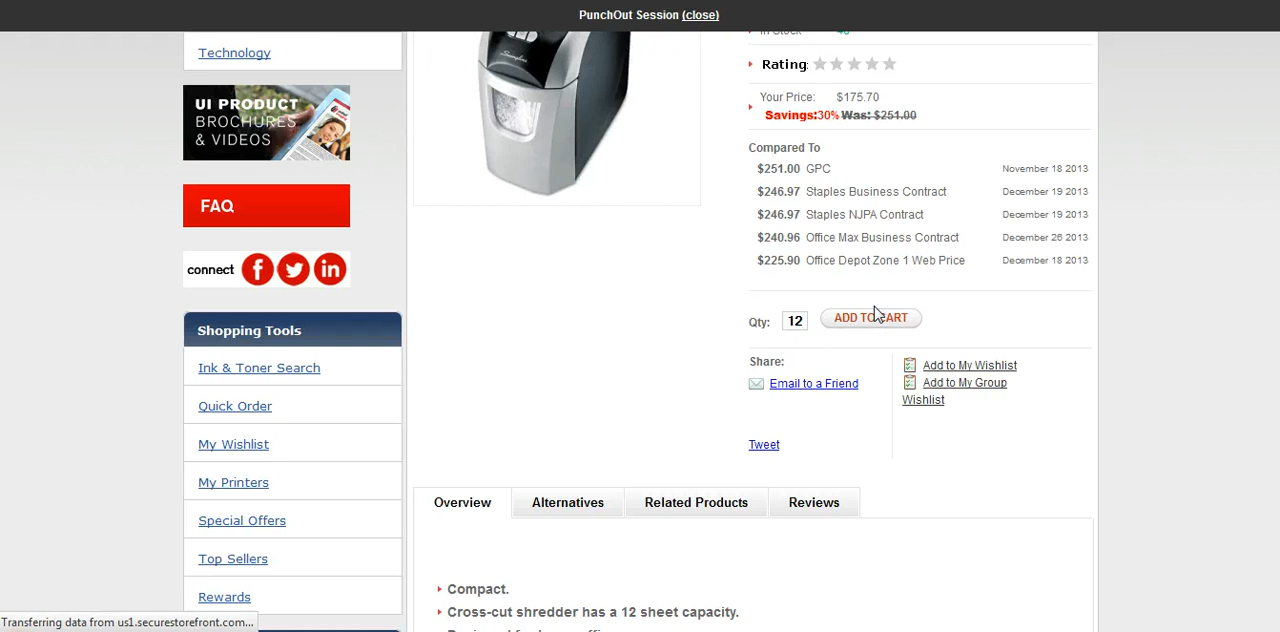 PunchOut Session (close)
Technology
UI PRODUCT
BROCHURES
& VIDEOS
FAQ
connect
Shopping Tools
Ink & Toner Search
Quick Order
My Wishlist
My Printers
Special Offers
Top Sellers
Rewards
Transferring data from us1.securestorefront.com...
In Stock
Rating:
Your Price: $175.70
Savings:30% Was: $251.00
Compared To
$251.00 GPC November 18 2013
$246.97 Staples Business Contract December 19 2013
$246.97 Staples NJPA Contract December 19 2013
$240.96 Office Max Business Contract December 26 2013
$225.90 Office Depot Zone 1 Web Price December 18 2013
Qty: 12 ADD TO CART
Share:
Email to a Friend
Tweet
Add to My Wishlist
Add to My Group
Wishlist
Overview Alternatives Related Products Reviews
Compact.
Cross-cut shredder has a 12 sheet capacity.